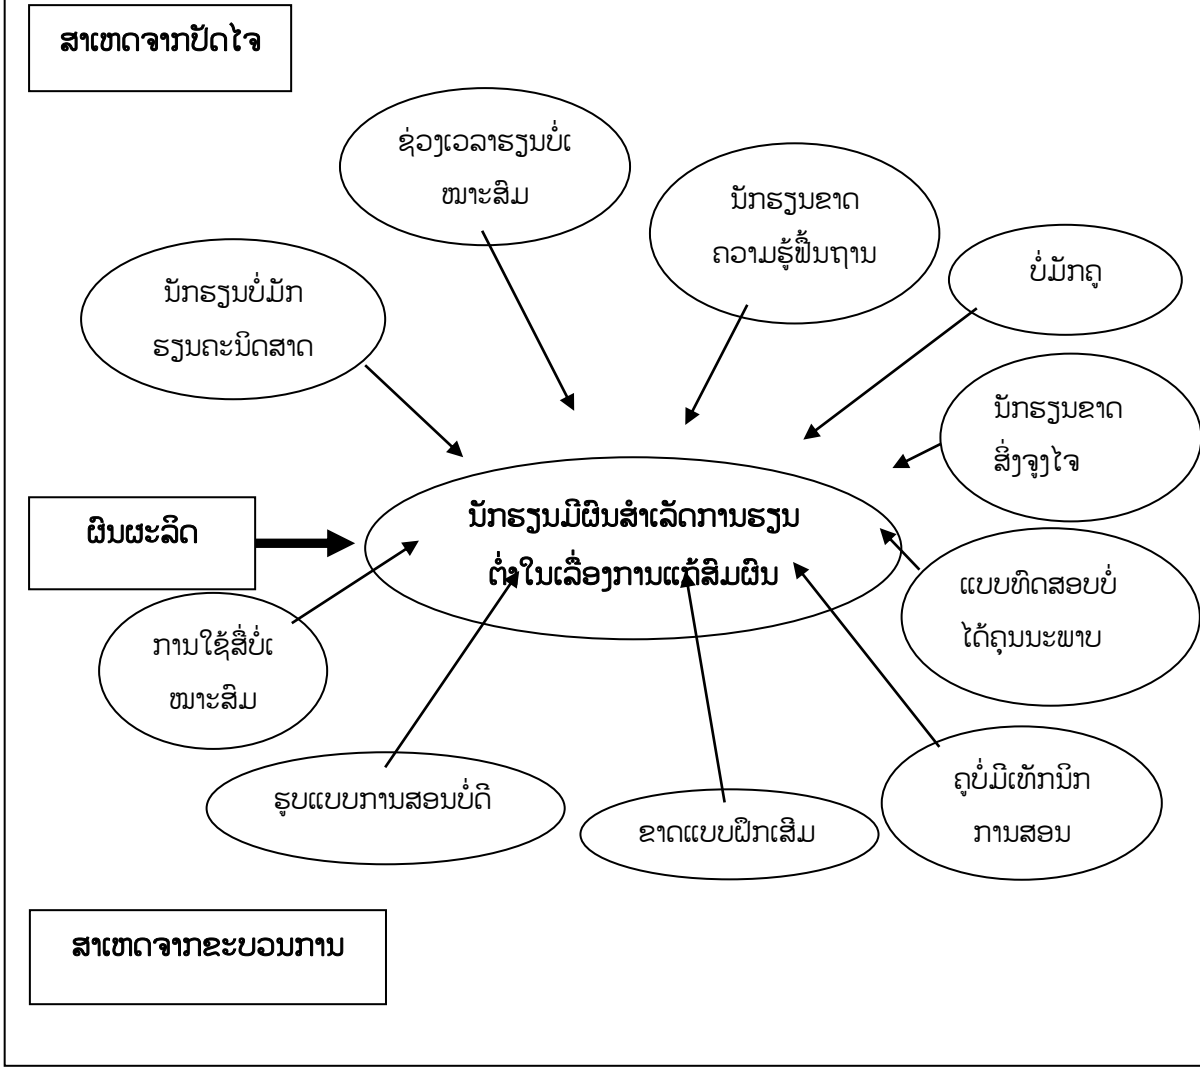 ສາເຫດຈາກປັດໄຈ
ຊ່ວງເວລາຮຽນບໍ່ເ
ໝາະສົມ
ນັກຮຽນຂາດ
ຄວາມຮູ້ພື້ນຖານ
ບໍ່ມັກຄູ
ນັກຮຽນບໍ່ມັກ
ຮຽນຄະນິດສາດ
ນັກຮຽນຂາດ
ສິ່ງຈູງໃຈ
ຜົນຜະລິດ
ນັກຮຽນມີຜົນສໍາເລັດການຮຽນ
ຕໍ່າໃນເລື່ອງການແກ້ສົມຜົນ
ແບບທົດສອບບໍ່
ໄດ້ຄຸນນະພາບ
ການໃຊ້ສື່ບໍ່ເ
ໝາະສົມ
ຮູບແບບການສອນບໍ່ດີ
ຂາດແບບຝຶກເສີມ
ຄູບໍ່ມີເທັກນິກ
ການສອນ
ສາເຫດຈາກຂະບວນການ